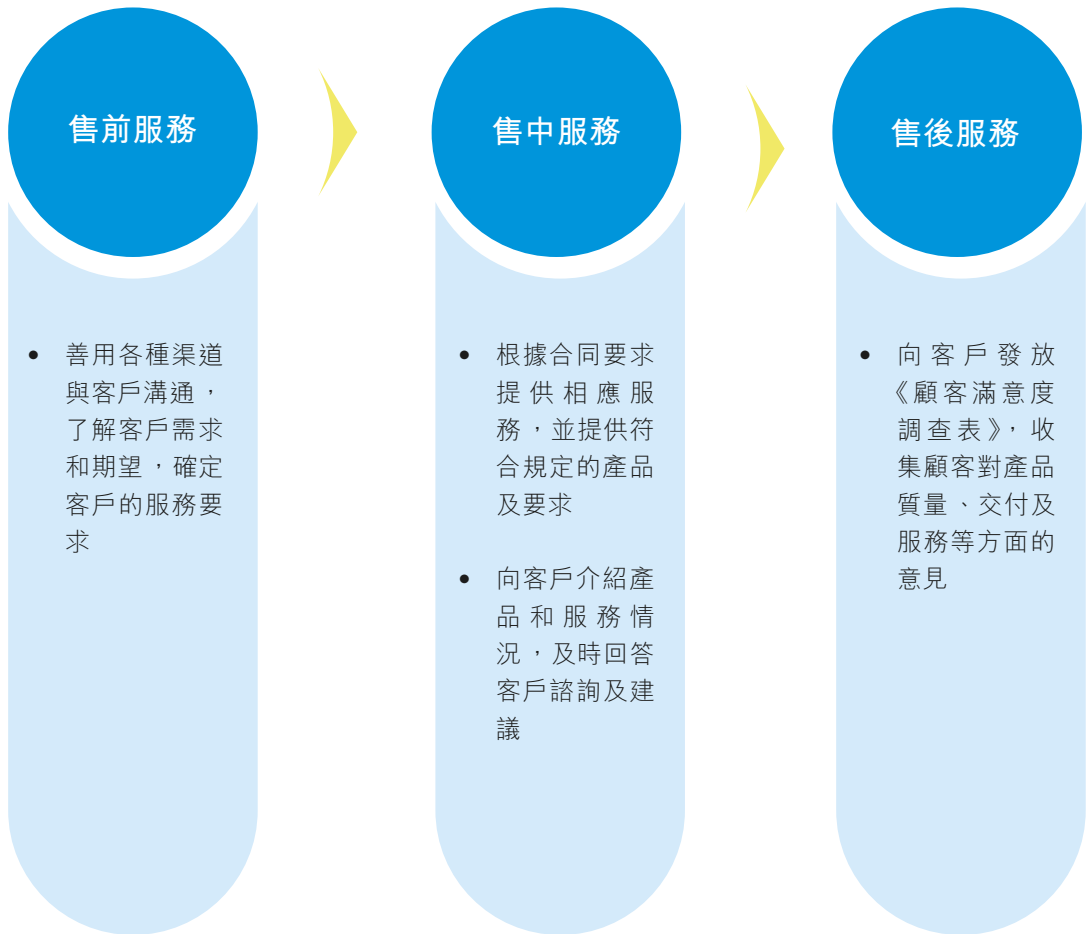 售前服務
• 善用各種渠道
與客戶溝通，
了解客戶需求
和期望，確定
客戶的服務要
求
售中服務
• 根據合同要求
提供相應服
務，並提供符
合規定的產品
及要求
• 向客戶介紹產
品和服務情
況，及時回答
客戶諮詢及建
議
售後服務
• 向客戶發放
《顧客滿意度
調查表》，收
集顧客對產品
質量、交付及
服務等方面的
意見